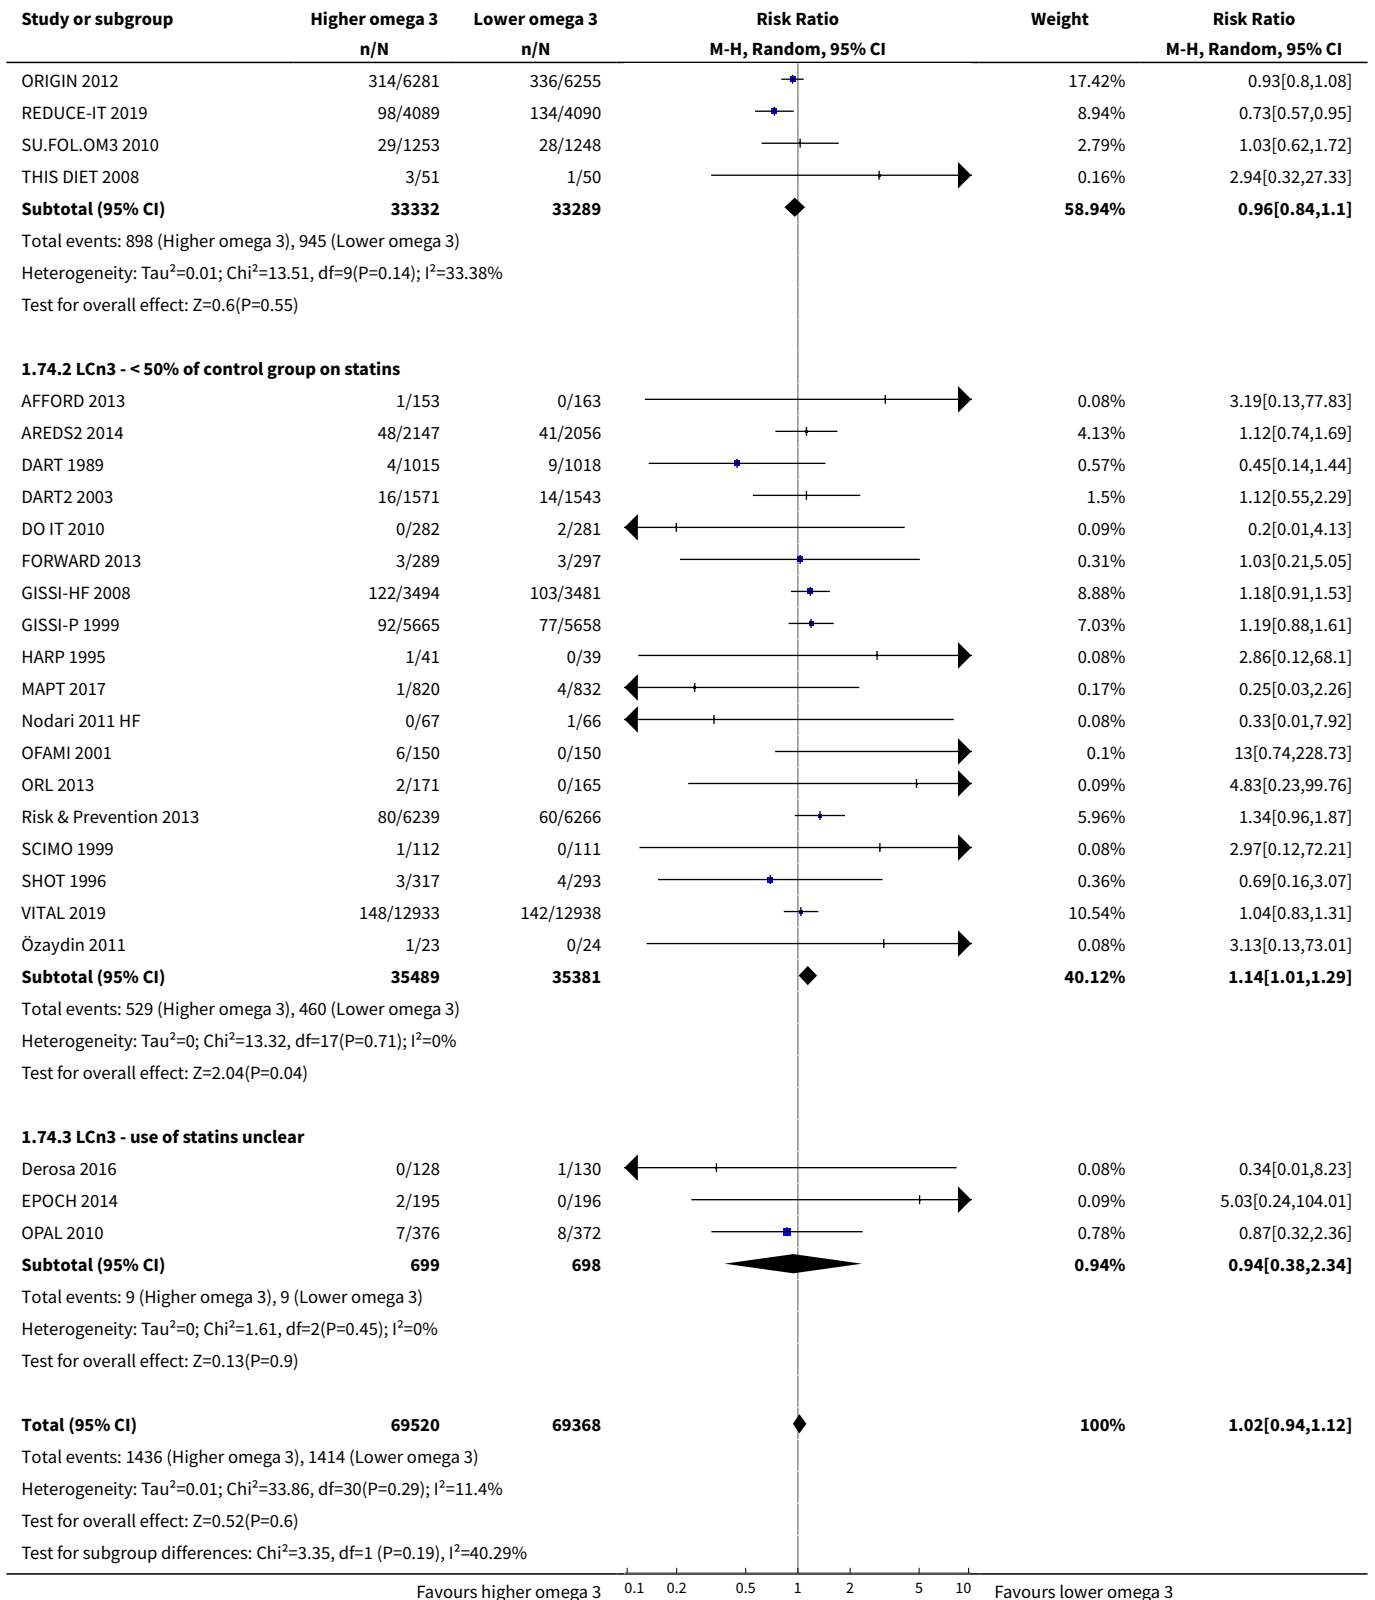 Study or subgroup Higher omega 3 Lower omega 3 Risk Ratio Weight Risk Ratio
n/N n/N M-H, Random, 95% CI M-H, Random, 95% CI
ORIGIN 2012 314/6281 336/6255 17.42% 0.93[0.8,1.08]
REDUCE-IT 2019 98/4089 134/4090 8.94% 0.73[0.57,0.95]
SU.FOL.OM3 2010 29/1253 28/1248 2.79% 1.03[0.62,1.72]
THIS DIET 2008 3/51 1/50 0.16% 2.94[0.32,27.33]
Subtotal (95% CI) 33332 33289 58.94% 0.96[0.84,1.1]
Total events: 898 (Higher omega 3), 945 (Lower omega 3)
Heterogeneity: Tau²=0.01; Chi²=13.51, df=9(P=0.14); I²=33.38%
Test for overall effect: Z=0.6(P=0.55)
1.74.2 LCn3 - < 50% of control group on statins
AFFORD 2013 1/153 0/163 0.08% 3.19[0.13,77.83]
AREDS2 2014 48/2147 41/2056 4.13% 1.12[0.74,1.69]
DART 1989 4/1015 9/1018 0.57% 0.45[0.14,1.44]
DART2 2003 16/1571 14/1543 1.5% 1.12[0.55,2.29]
DO IT 2010 0/282 2/281 0.09% 0.2[0.01,4.13]
FORWARD 2013 3/289 3/297 0.31% 1.03[0.21,5.05]
GISSI-HF 2008 122/3494 103/3481 8.88% 1.18[0.91,1.53]
GISSI-P 1999 92/5665 77/5658 7.03% 1.19[0.88,1.61]
HARP 1995 1/41 0/39 0.08% 2.86[0.12,68.1]
MAPT 2017 1/820 4/832 0.17% 0.25[0.03,2.26]
Nodari 2011 HF 0/67 1/66 0.08% 0.33[0.01,7.92]
OFAMI 2001 6/150 0/150 0.1% 13[0.74,228.73]
ORL 2013 2/171 0/165 0.09% 4.83[0.23,99.76]
Risk & Prevention 2013 80/6239 60/6266 5.96% 1.34[0.96,1.87]
SCIMO 1999 1/112 0/111 0.08% 2.97[0.12,72.21]
SHOT 1996 3/317 4/293 0.36% 0.69[0.16,3.07]
VITAL 2019 148/12933 142/12938 10.54% 1.04[0.83,1.31]
Özaydin 2011 1/23 0/24 0.08% 3.13[0.13,73.01]
Subtotal (95% CI) 35489 35381 40.12% 1.14[1.01,1.29]
Total events: 529 (Higher omega 3), 460 (Lower omega 3)
Heterogeneity: Tau²=0; Chi²=13.32, df=17(P=0.71); I²=0%
Test for overall effect: Z=2.04(P=0.04)
1.74.3 LCn3 - use of statins unclear
Derosa 2016 0/128 1/130 0.08% 0.34[0.01,8.23]
EPOCH 2014 2/195 0/196 0.09% 5.03[0.24,104.01]
OPAL 2010 7/376 8/372 0.78% 0.87[0.32,2.36]
Subtotal (95% CI) 699 698 0.94% 0.94[0.38,2.34]
Total events: 9 (Higher omega 3), 9 (Lower omega 3)
Heterogeneity: Tau²=0; Chi²=1.61, df=2(P=0.45); I²=0%
Test for overall effect: Z=0.13(P=0.9)
Total (95% CI) 69520 69368 100% 1.02[0.94,1.12]
Total events: 1436 (Higher omega 3), 1414 (Lower omega 3)
Heterogeneity: Tau²=0.01; Chi²=33.86, df=30(P=0.29); I²=11.4%
Test for overall effect: Z=0.52(P=0.6)
Test for subgroup differences: Chi²=3.35, df=1 (P=0.19), I²=40.29%
Favours higher omega 3 0.1 0.2 0.5 1 2 5 10 Favours lower omega 3